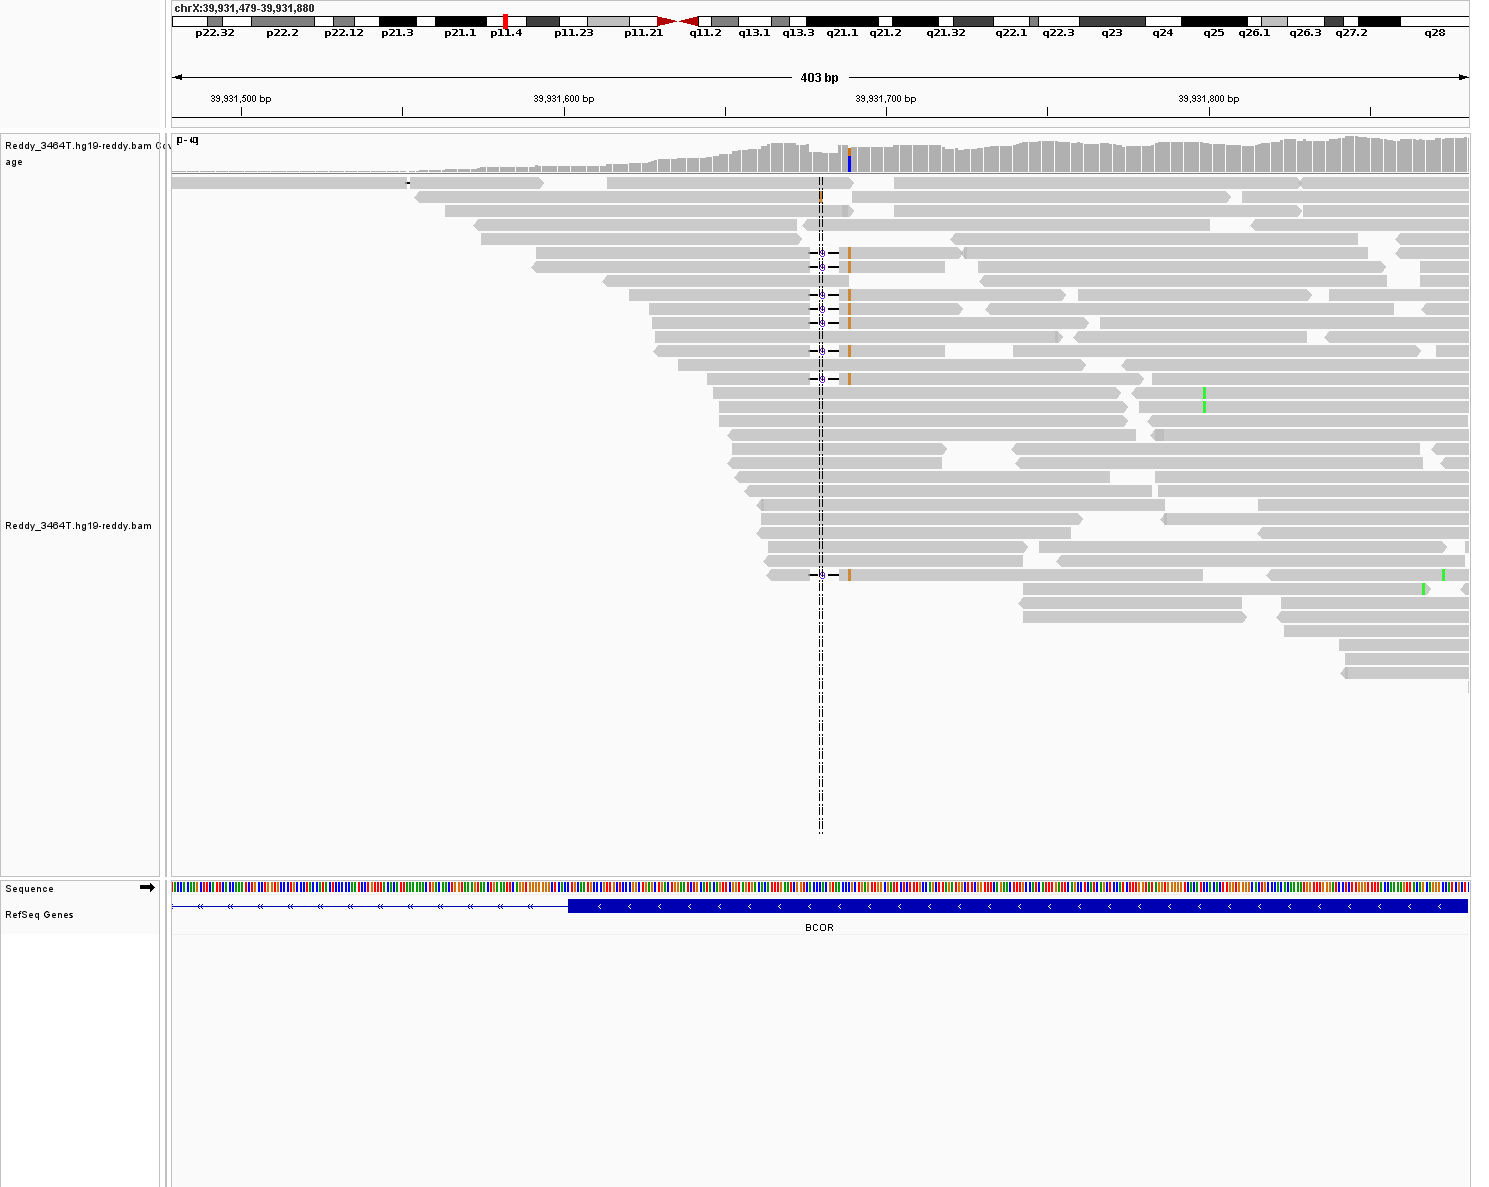 chrX:39,931,479-39,931,880
p22.32 p22.2 p22.12 p21.3 p21.1 p11.4 p11.23 p11.21 q11.2 q13.1 q13.3 q21.1 q21.2 q21.32 q22.1 q22.3 q23 q24 q25 q26.1 q26.3 q27.2 q28
403 bp
39,931,500 bp 39,931,600 bp 39,931,700 bp 39,931,800 bp
Reddy_3464T.hg19-reddy.bam Cov
age
Reddy_3464T.hg19-reddy.bam
Sequence
RefSeq Genes
BCOR